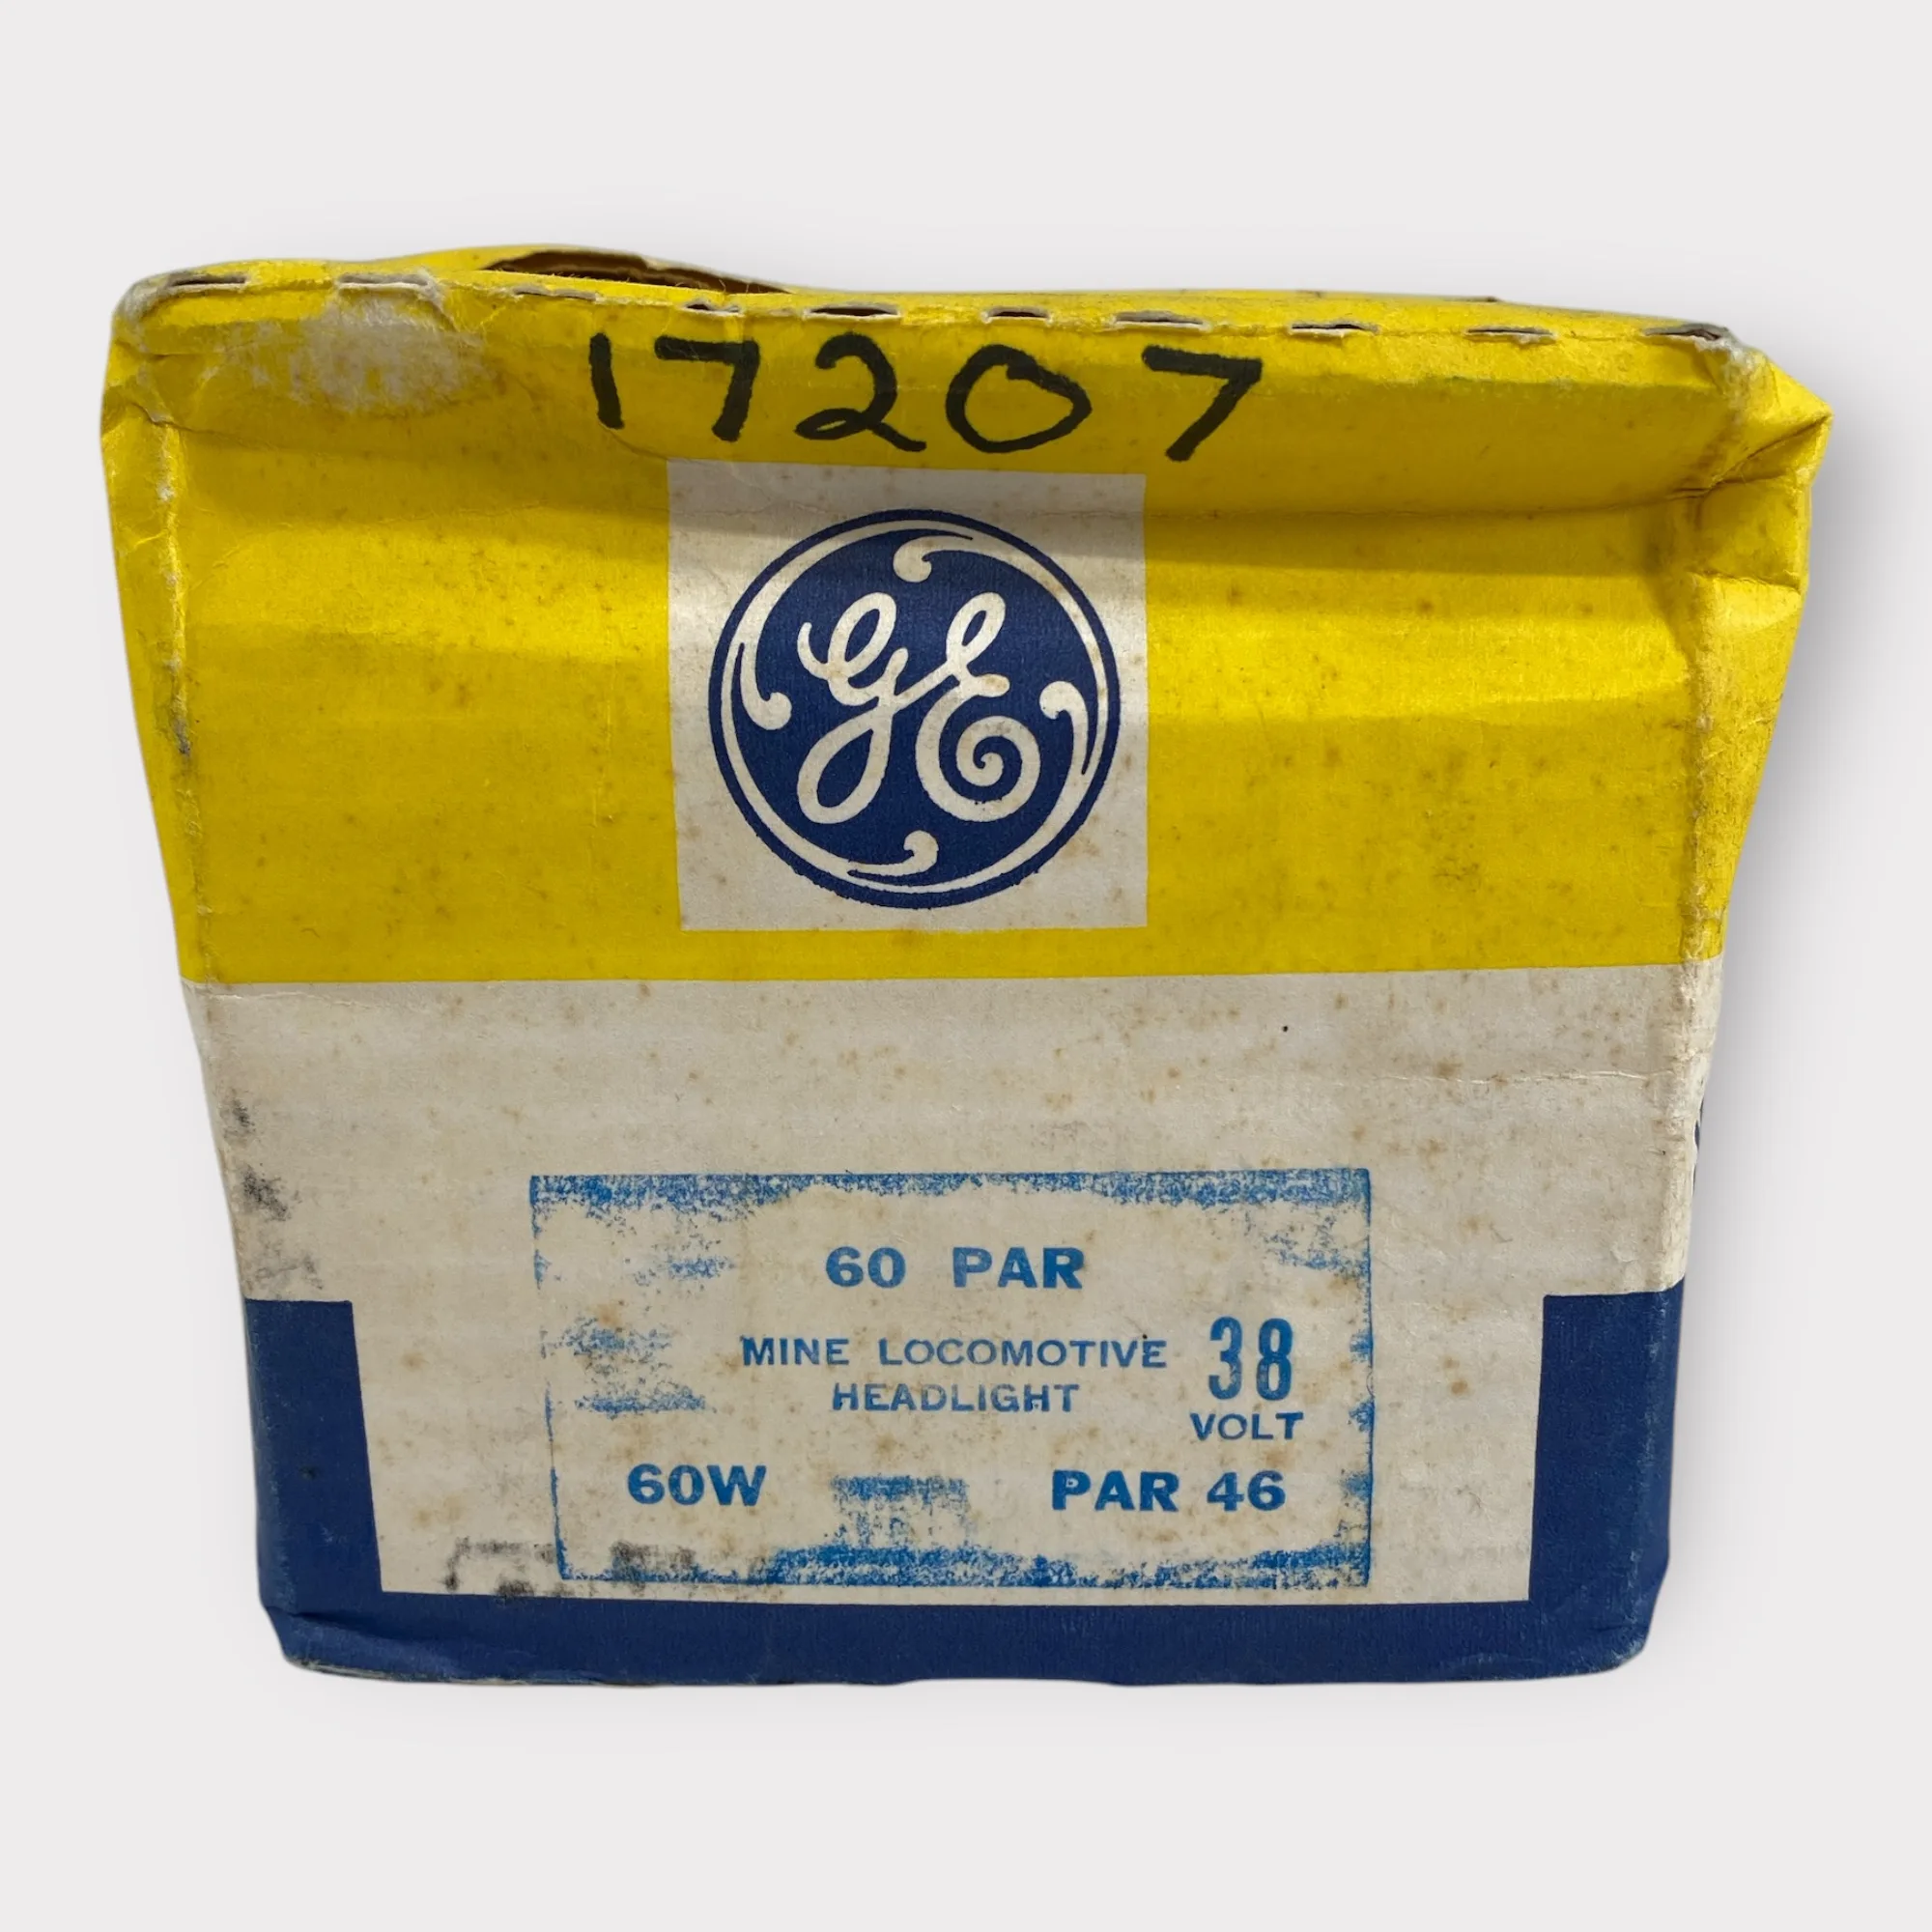 17207
GE
60 PAR
MINE LOCOMOTIVE
HEADLIGHT
38
VOLT
60W
PAR 46